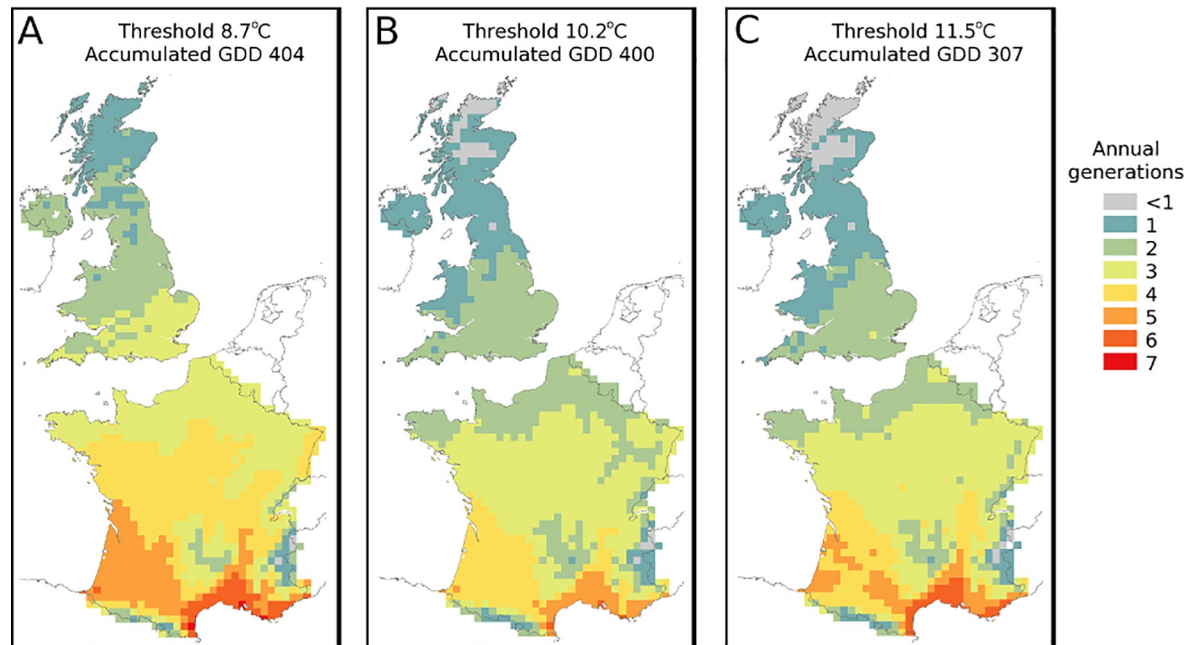 A
Threshold 8.7°C
Accumulated GDD 404
B
Threshold 10.2°C
Accumulated GDD 400
C
Threshold 11.5°C
Accumulated GDD 307
Annual
generations
<1
1
2
3
4
5
6
7